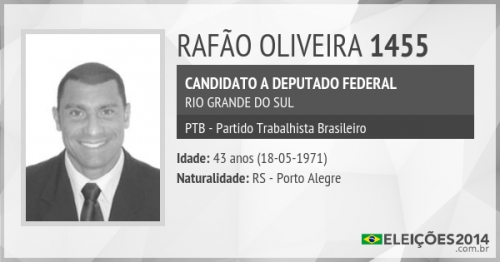 RAFÃO OLIVEIRA 1455
CANDIDATO A DEPUTADO FEDERAL
RIO GRANDE DO SUL
PTB - Partido Trabalhista Brasileiro
Idade: 43 anos (18-05-1971)
Naturalidade: RS - Porto Alegre
ELEIÇÕES2014
.com.br